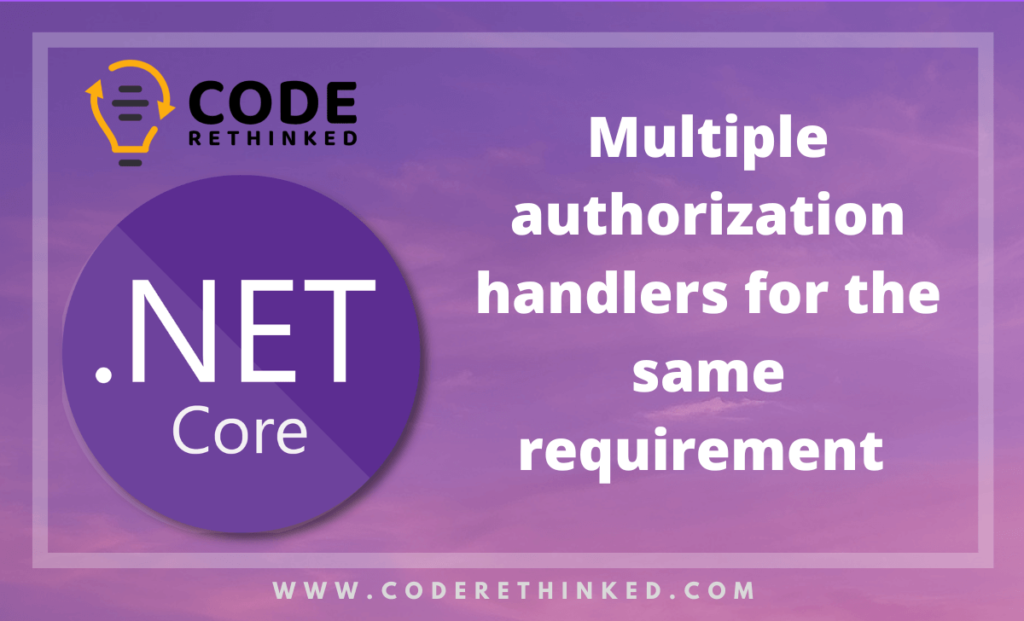 CODE
RETHINKED
.NET
Core
Multiple
authorization
handlers for the
same
requirement
WWW.CODERETHINKED.COM